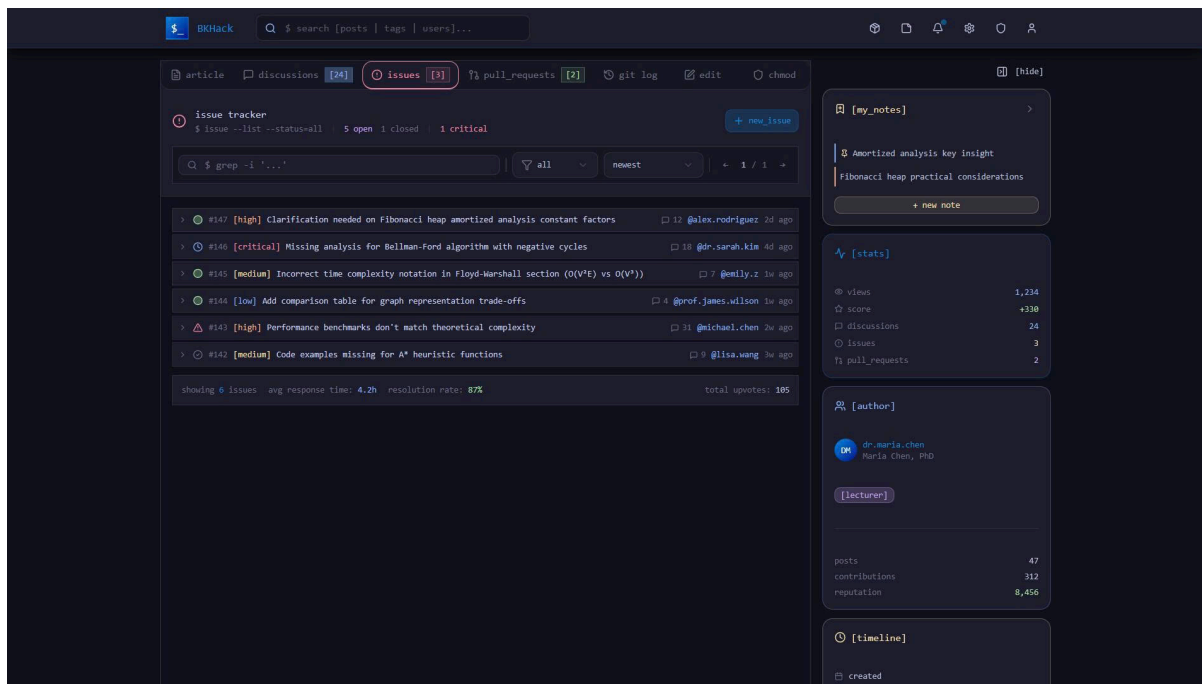 $_ BKHack $ search [posts | tags | users]...
article discussions [24] issues [3] pull_requests [2] git log edit chmod
[hide]
issue tracker
$ issue --list --status=all 5 open 1 closed 1 critical
+ new_issue
$ grep -i '...' all newest ← 1 / 1 →
> #147 [high] Clarification needed on Fibonacci heap amortized analysis constant factors 12 @alex.rodriguez 2d ago
> #146 [critical] Missing analysis for Bellman-Ford algorithm with negative cycles 18 @dr.sarah.kim 4d ago
> #145 [medium] Incorrect time complexity notation in Floyd-Warshall section (O(V²E) vs O(V³)) 7 @emily.z 1w ago
> #144 [low] Add comparison table for graph representation trade-offs 4 @prof.james.wilson 1w ago
> #143 [high] Performance benchmarks don't match theoretical complexity 31 @michael.chen 2w ago
> #142 [medium] Code examples missing for A* heuristic functions 9 @lisa.wang 3w ago
showing 6 issues avg response time: 4.2h resolution rate: 87% total upvotes: 105
[my_notes]
Amortized analysis key insight
Fibonacci heap practical considerations
+ new note
[stats]
views 1,234
score +330
discussions 24
issues 3
pull_requests 2
[author]
DM dr.maria.chen
Maria Chen, PhD
[lecturer]
posts 47
contributions 312
reputation 8,456
[timeline]
created